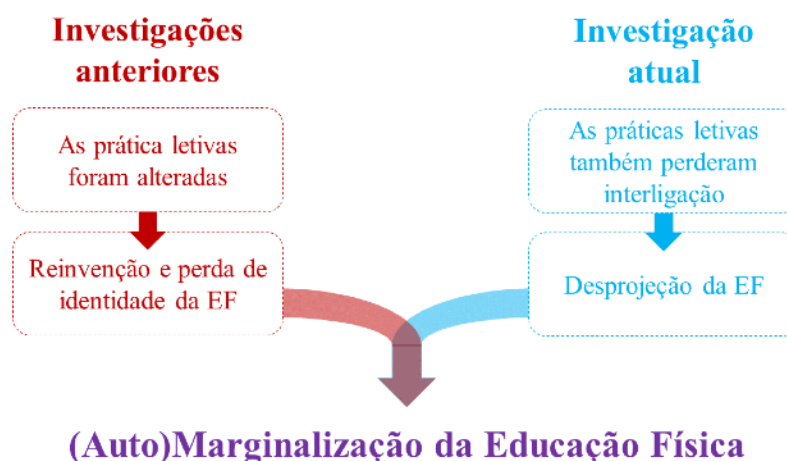 Investigações
anteriores
As prática letivas
foram alteradas
Reinvenção e perda de
identidade da EF
Investigação
atual
As práticas letivas
também perderam
interligação
Desprojeção da EF
(Auto)Marginalização da Educação Física